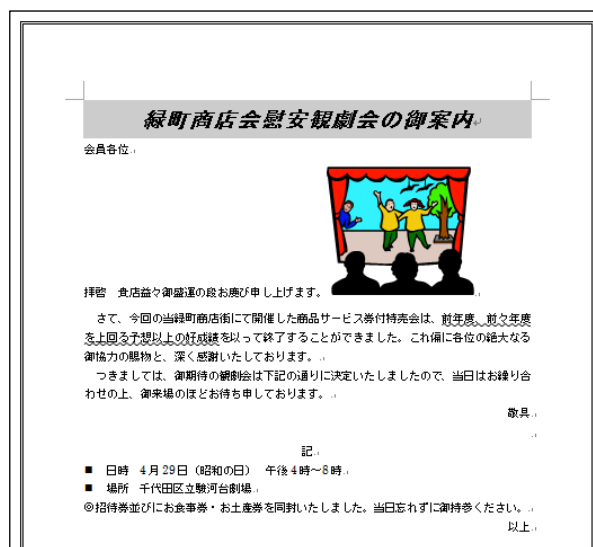 緑町商店会慰安観劇会の御案内
会員各位
拝啓　貴店益々御盛運の段お慶び申し上げます。
さて、今回の当緑町商店街にて開催した商品サービス券付特売会は、前年度、前々年度
を上回る予想以上の好成績を以って終了することができました。これ偏に各位の絶大なる
御協力の賜物と、深く感謝いたしております。
つきましては、御期待の観劇会は下記の通りに決定いたしましたので、当日はお繰り合
わせの上、御来場のほどお待ち申しております。
敬具
記
■　日時　4月29日（昭和の日）　午後4時～8時
■　場所　千代田区立駿河台劇場
◎招待券並びにお食事券・お土産券を同封いたしました。当日忘れずに御持参ください。
以上